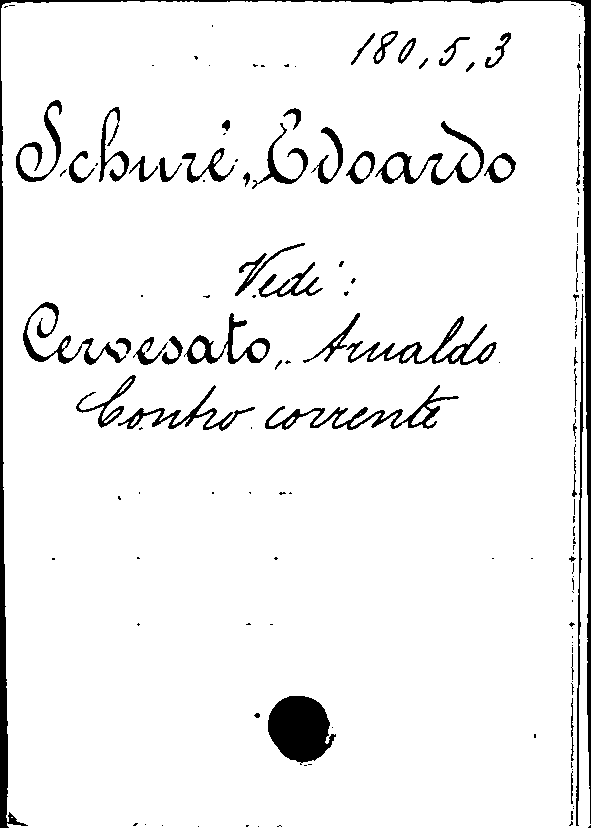 180,5,3
Schuré, Edoardo
Vedi:
Cervesato, Arnaldo
Contro corrente